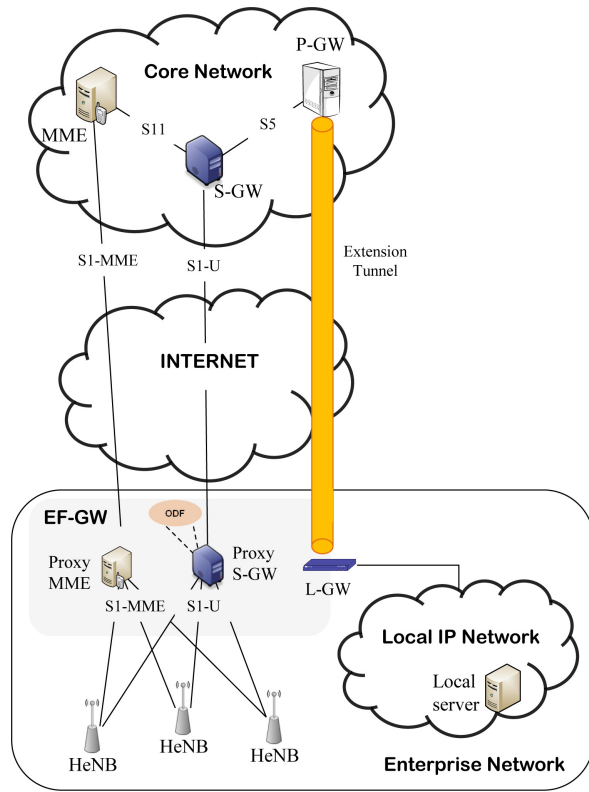 P-GW
Core Network
MME
S11
S5
S-GW
S1-MME
S1-U
Extension
Tunnel
INTERNET
EF-GW
ODF
Proxy
MME
Proxy
S-GW
S1-MME
S1-U
L-GW
Local IP Network
Local
server
HeNB
HeNB
HeNB
Enterprise Network